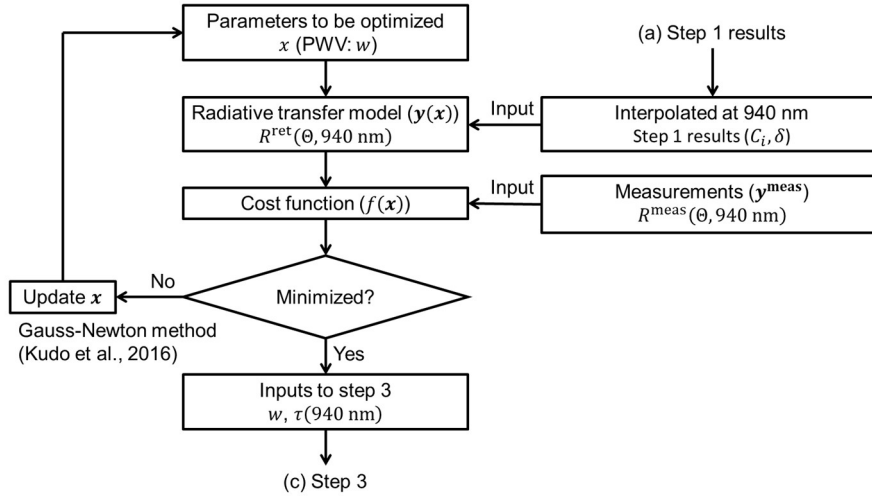 Parameters to be optimized
x (PWV: w)
(a) Step 1 results
Radiative transfer model (y(x))
R^ret(Θ, 940 nm)
Input
Interpolated at 940 nm
Step 1 results (C_i, δ)
Cost function (f(x))
Input
Measurements (y^meas)
R^meas(Θ, 940 nm)
Minimized?
No
Update x
Gauss-Newton method
(Kudo et al., 2016)
Yes
Inputs to step 3
w, τ(940 nm)
(c) Step 3